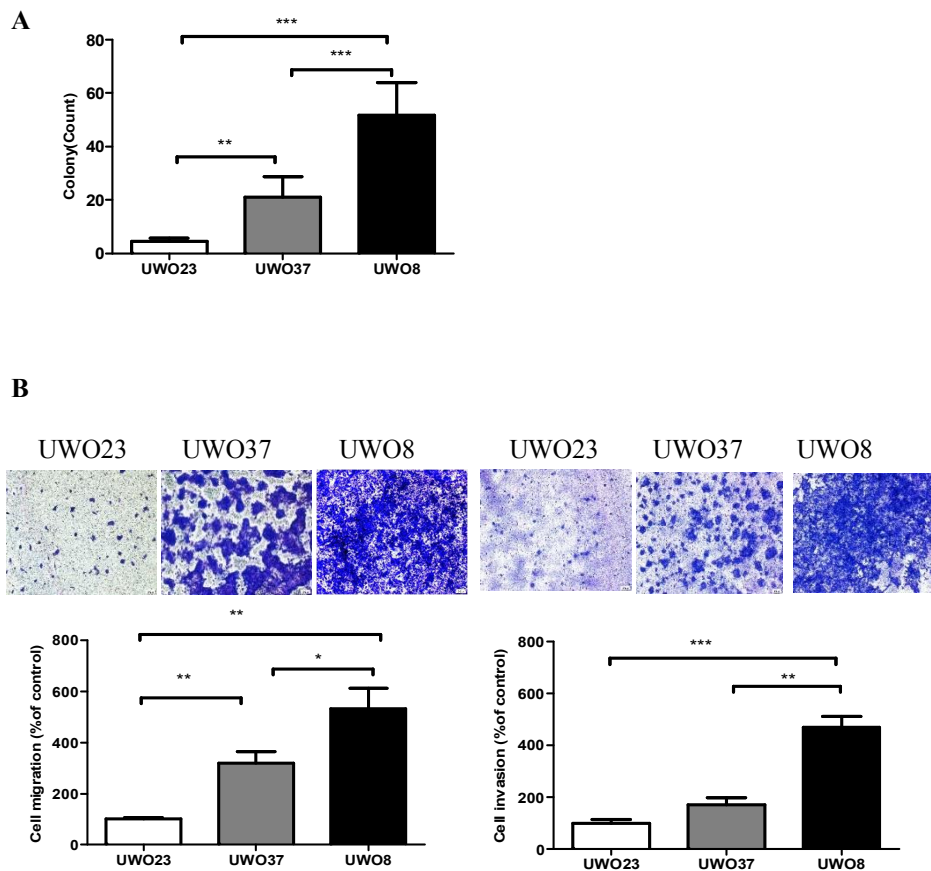 A
***
80
***
60
40
**
20
0
Colony(Count)
UWO23 UWO37 UWO8
B
UWO23 UWO37 UWO8 UWO23 UWO37 UWO8
**
800
*
**
600
400
200
0
Cell migration (%of control)
UWO23 UWO37 UWO8
***
800
**
600
400
200
0
Cell invasion (%of control)
UWO23 UWO37 UWO8